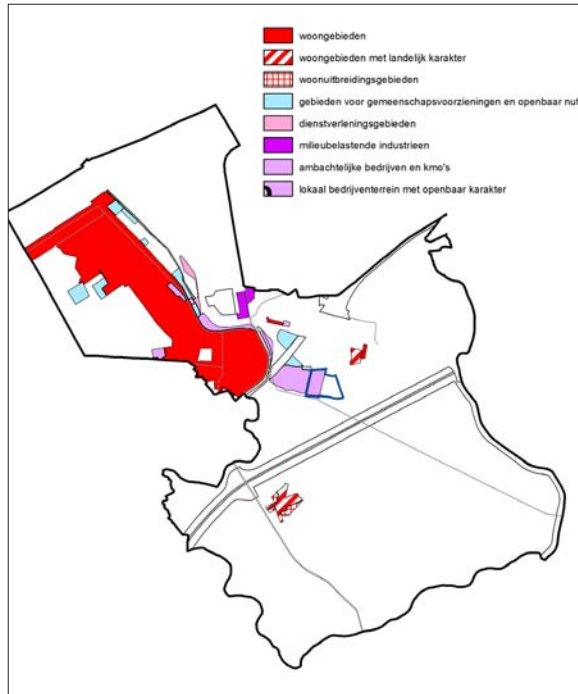 woongebieden
woongebieden met landelijk karakter
woonuitbreidingsgebieden
gebieden voor gemeenschapsvoorzieningen en openbaar nut
dienstverleningsgebieden
milieubelastende industrieen
ambachtelijke bedrijven en kmo's
lokaal bedrijventerrein met openbaar karakter